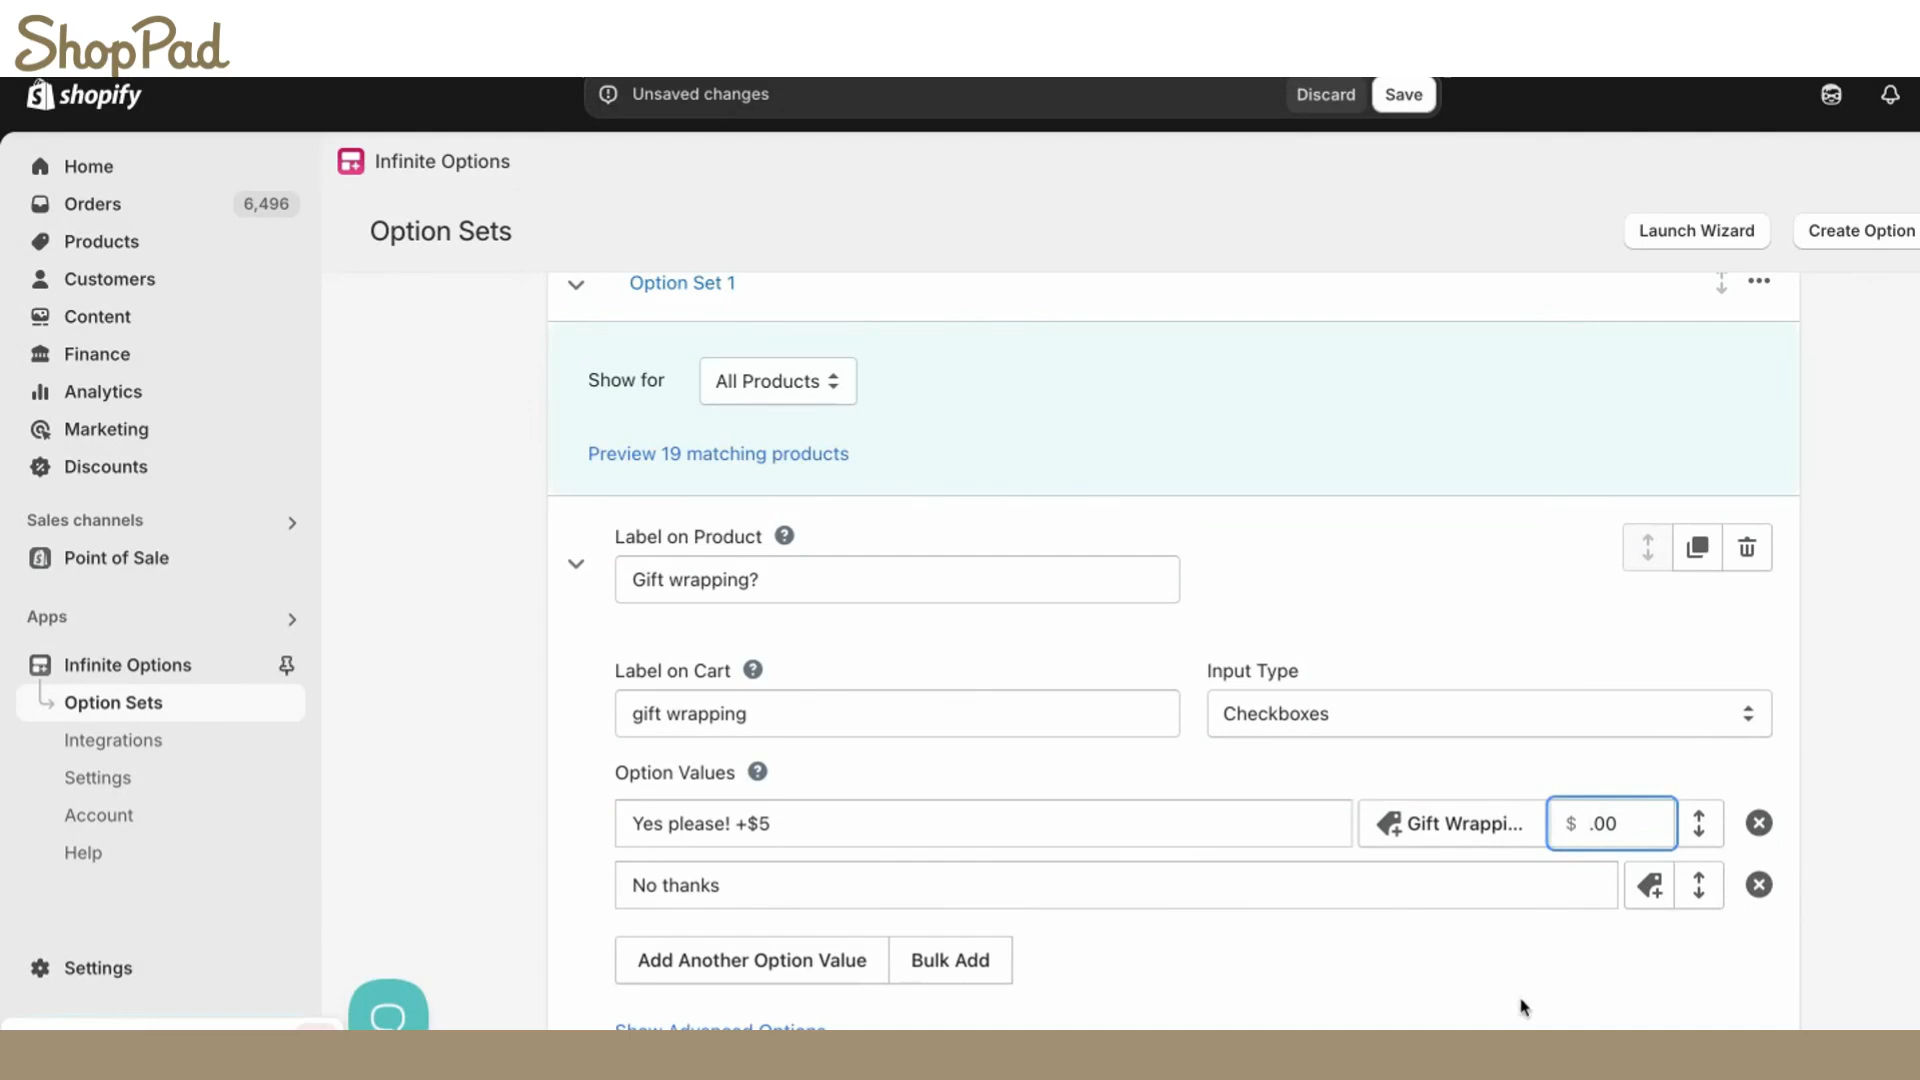 ShopPad
shopify
Unsaved changes
Discard
Save
Home
Orders
6,496
Products
Customers
Content
Finance
Analytics
Marketing
Discounts
Sales channels
Point of Sale
Apps
Infinite Options
Option Sets
Integrations
Settings
Account
Help
Settings
Infinite Options
Option Sets
Launch Wizard
Create Option
Option Set 1
Show for
All Products
Preview 19 matching products
Label on Product ?
Gift wrapping?
Label on Cart ?
gift wrapping
Input Type
Checkboxes
Option Values ?
Yes please! +$5
Gift Wrappi...
$ .00
No thanks
Add Another Option Value
Bulk Add
Show Advanced Options